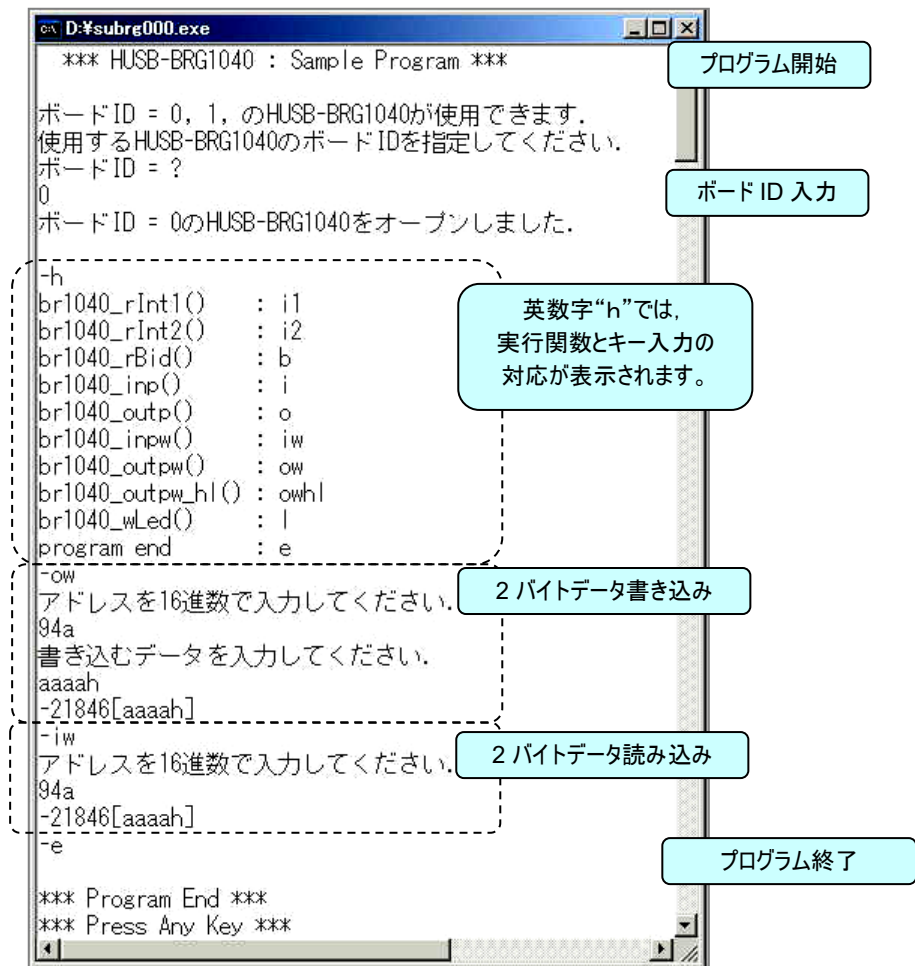 D:¥subrg000.exe
*** HUSB-BRG1040 : Sample Program ***
プログラム開始
ボードID = 0, 1, のHUSB-BRG1040が使用できます.
使用するHUSB-BRG1040のボードIDを指定してください.
ボードID = ?
0
ボード ID 入力
ボードID = 0のHUSB-BRG1040をオープンしました.
-h
br1040_rInt1() : i1
br1040_rInt2() : i2
br1040_rBid() : b
br1040_inp() : i
br1040_outp() : o
br1040_inpw() : iw
br1040_outpw() : ow
br1040_outpw_hl() : owhl
br1040_wLed() : l
program end : e
英数字“h”では,
実行関数とキー入力の
対応が表示されます。
-ow
2 バイトデータ書き込み
アドレスを16進数で入力してください.
94a
書き込むデータを入力してください.
aaaah
-21846[aaaah]
-iw
2 バイトデータ読み込み
アドレスを16進数で入力してください.
94a
-21846[aaaah]
-e
プログラム終了
*** Program End ***
*** Press Any Key ***